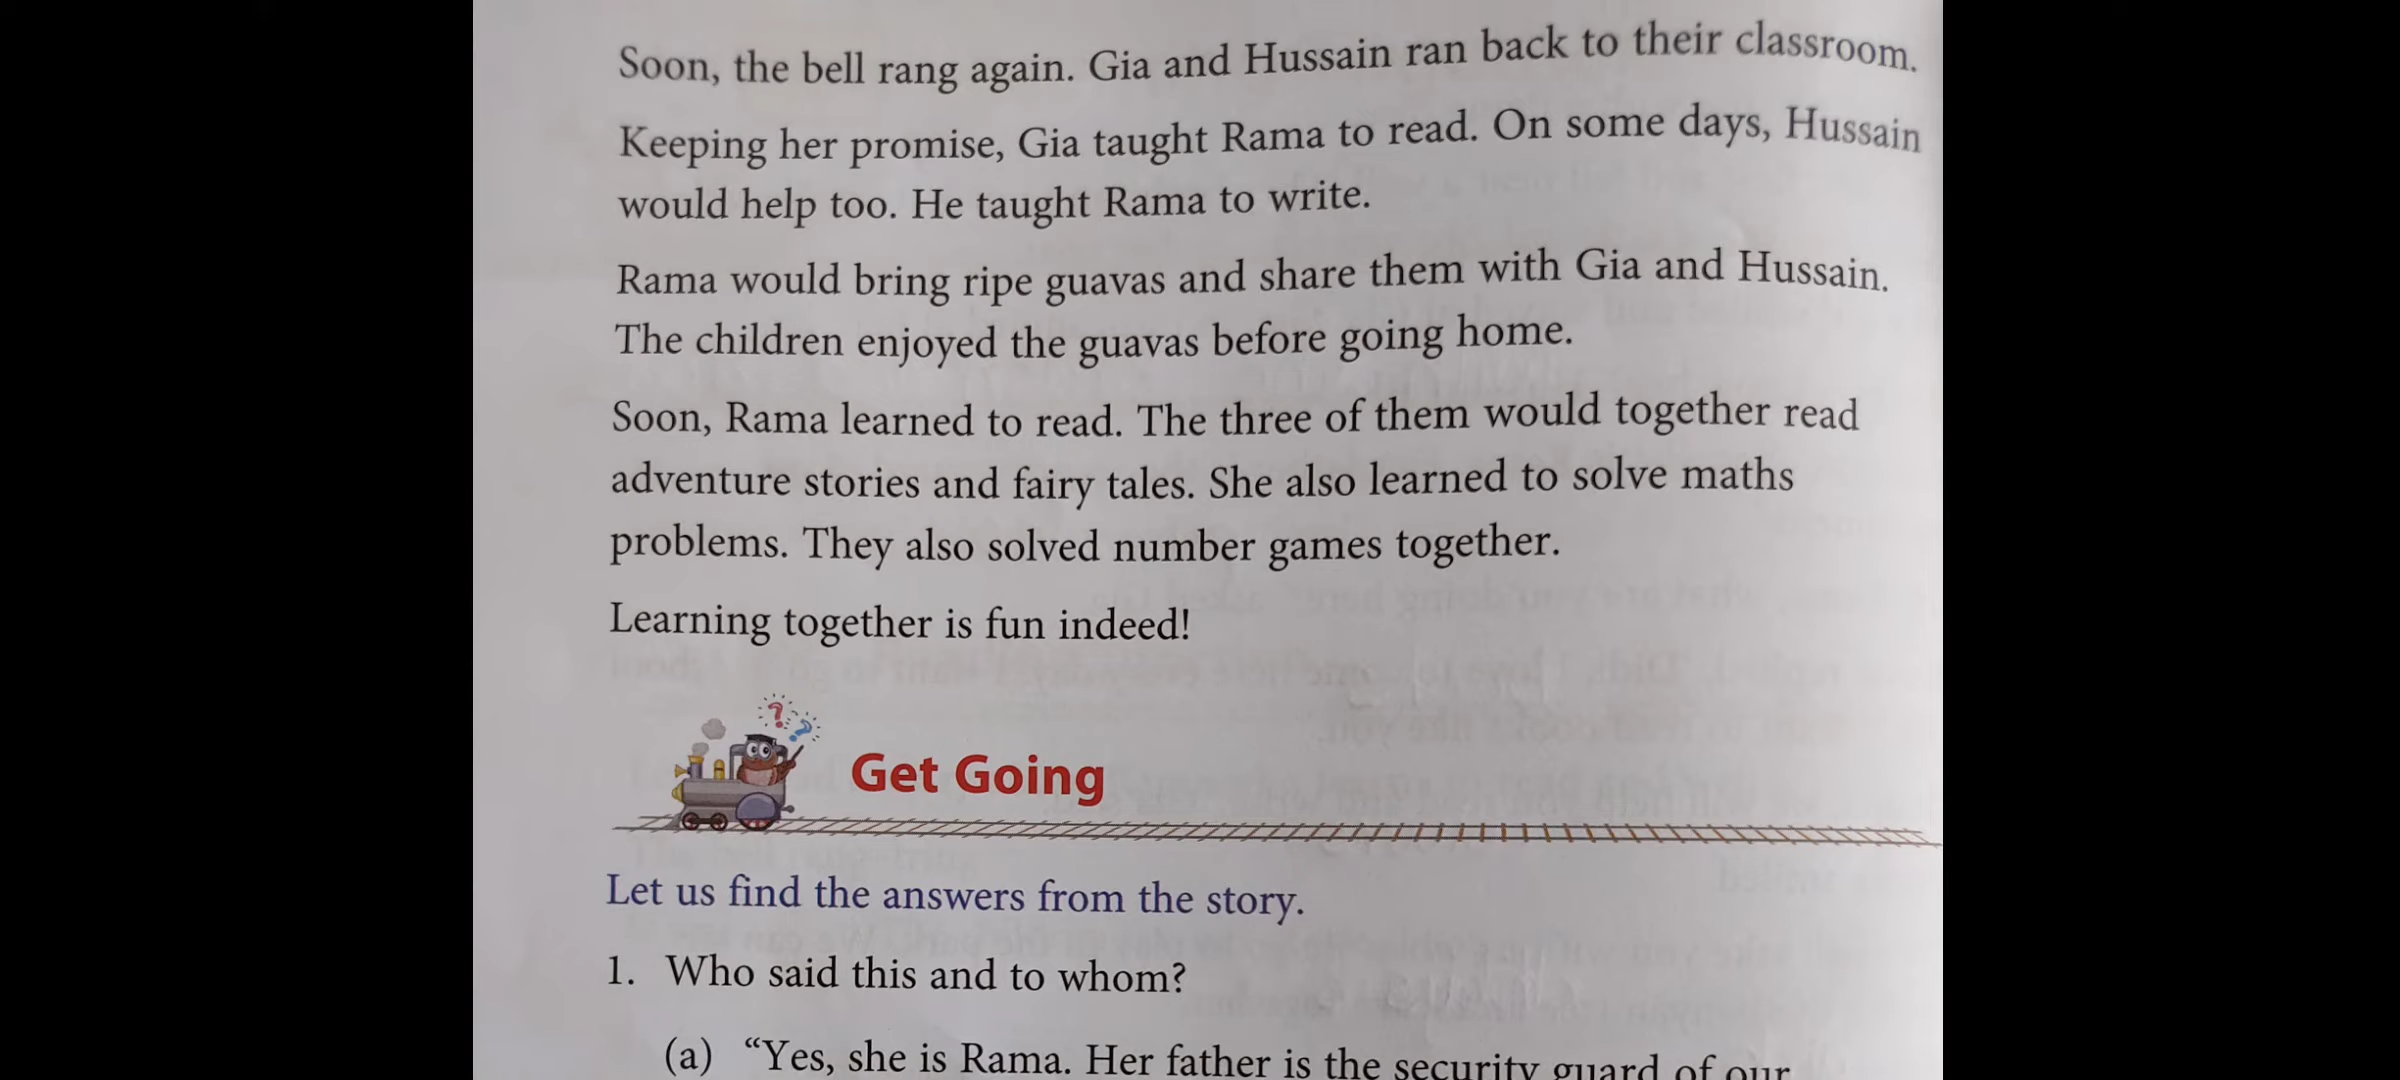 Soon, the bell rang again. Gia and Hussain ran back to their classroom.
Keeping her promise, Gia taught Rama to read. On some days, Hussain
would help too. He taught Rama to write.
Rama would bring ripe guavas and share them with Gia and Hussain.
The children enjoyed the guavas before going home.
Soon, Rama learned to read. The three of them would together read
adventure stories and fairy tales. She also learned to solve maths
problems. They also solved number games together.
Learning together is fun indeed!
? ?
Get Going
Let us find the answers from the story.
1. Who said this and to whom?
(a) “Yes, she is Rama. Her father is the security guard of our